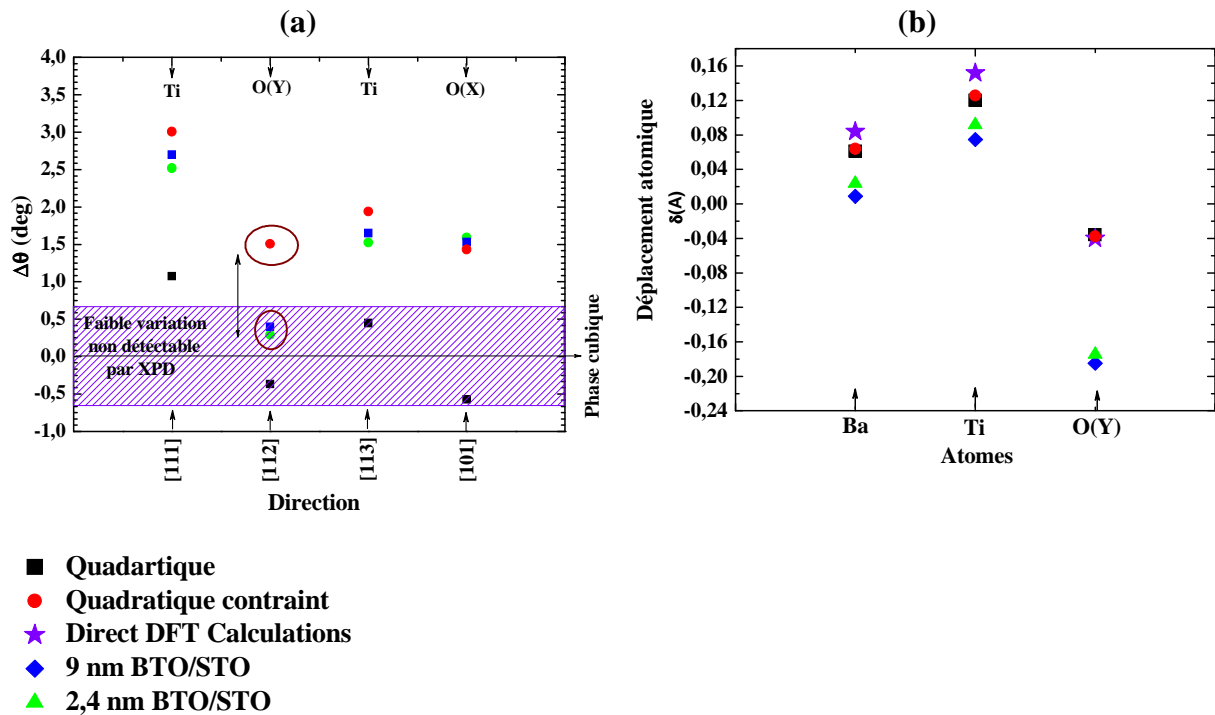 (a)
4,0
3,5
3,0
2,5
2,0
1,5
1,0
0,5
0,0
-0,5
-1,0
Δθ (deg)
Ti
O(Y)
Ti
O(X)
Faible variation
non détéctable
par XPD
Phase cubique
[111]
[112]
[113]
[101]
Direction
(b)
0,16
0,12
0,08
0,04
0,00
-0,04
-0,08
-0,12
-0,16
-0,20
-0,24
Déplacement atomique
δ(A)
Ba
Ti
O(Y)
Atomes
Quadartique
Quadratique contraint
Direct DFT Calculations
9 nm BTO/STO
2,4 nm BTO/STO